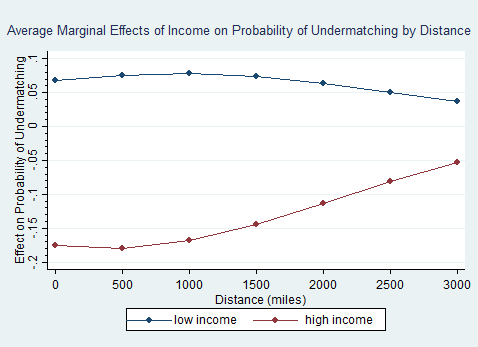 Average Marginal Effects of Income on Probability of Undermatching by Distance
Effect on Probability of Undermatching
.1
.05
0
-.05
-.1
-.15
-.2
0 500 1000 1500 2000 2500 3000
Distance (miles)
low income high income